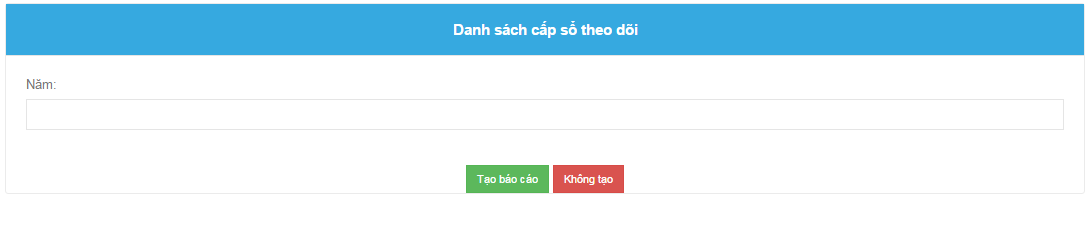 Danh sách cấp sổ theo dõi
Năm:
Tạo báo cáo Không tạo